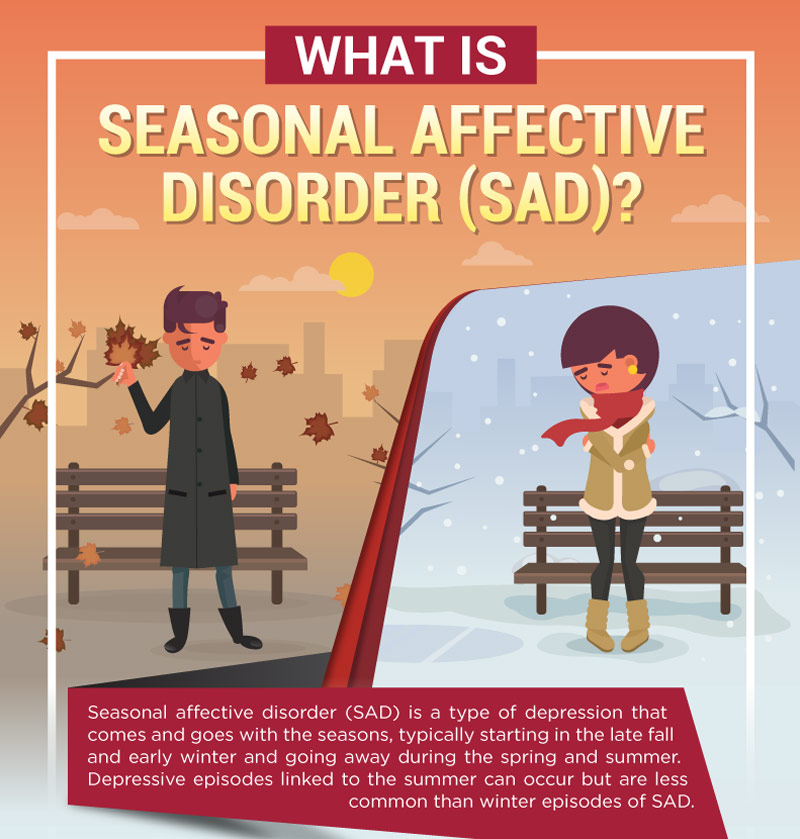 WHAT IS
SEASONAL AFFECTIVE
DISORDER (SAD)?
Seasonal affective disorder (SAD) is a type of depression that
comes and goes with the seasons, typically starting in the late fall
and early winter and going away during the spring and summer.
Depressive episodes linked to the summer can occur but are less
common than winter episodes of SAD.